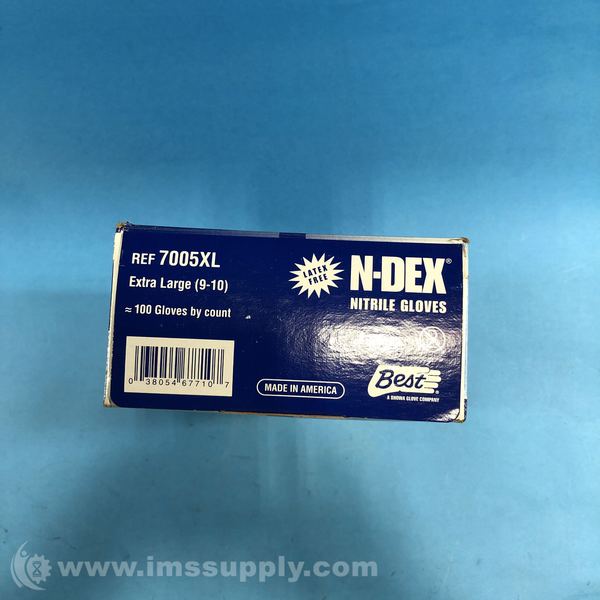 REF 7005XL
Extra Large (9-10)
≈ 100 Gloves by count
0 38054 67710 7
MADE IN AMERICA
LATEX
FREE
N-DEX®
NITRILE GLOVES
Best®
A SHOWA GLOVE COMPANY
www.imssupply.com